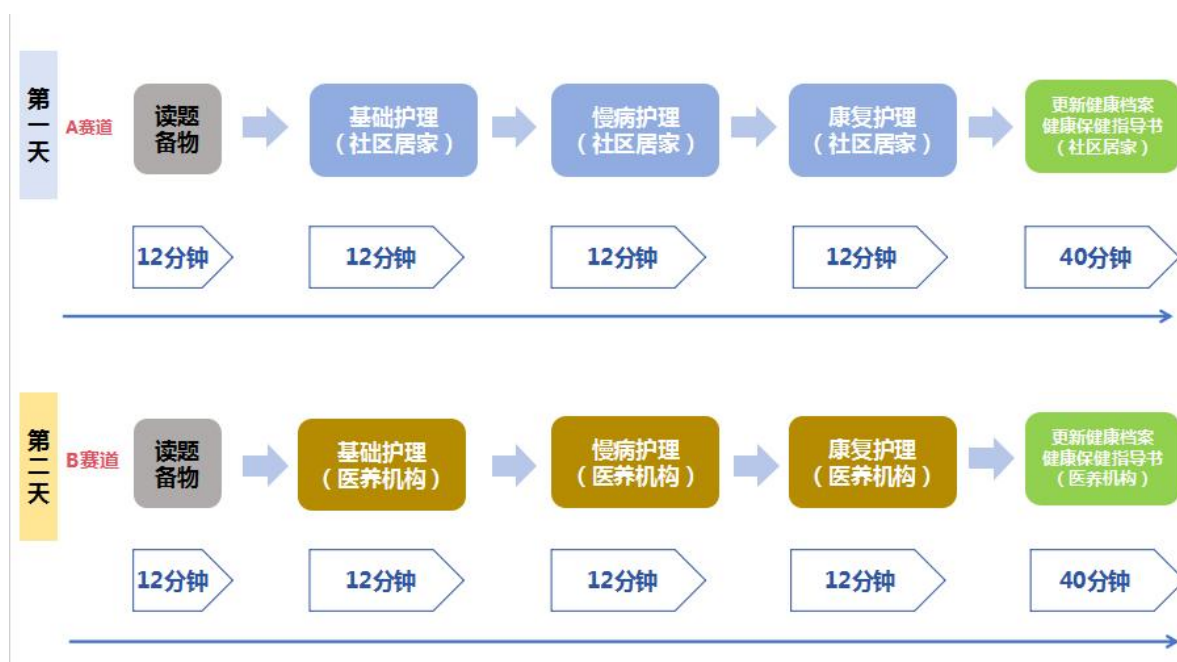 第一天
A赛道
读题
备物
基础护理
（社区居家）
慢病护理
（社区居家）
康复护理
（社区居家）
更新健康档案
健康保健指导书
（社区居家）
12分钟
12分钟
12分钟
12分钟
40分钟
第二天
B赛道
读题
备物
基础护理
（医养机构）
慢病护理
（医养机构）
康复护理
（医养机构）
更新健康档案
健康保健指导书
（医养机构）
12分钟
12分钟
12分钟
12分钟
40分钟